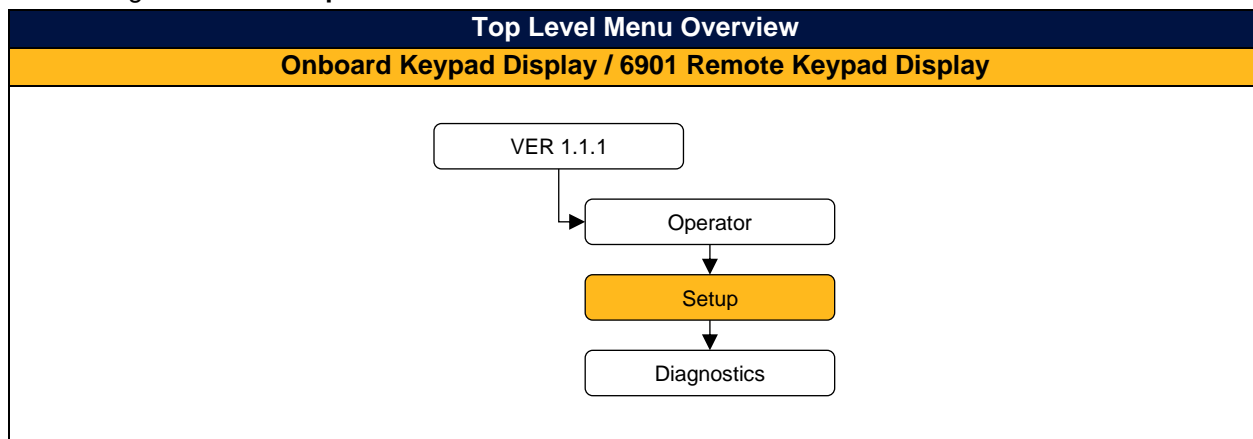 Top Level Menu Overview
Onboard Keypad Display / 6901 Remote Keypad Display
VER 1.1.1
Operator
Setup
Diagnostics